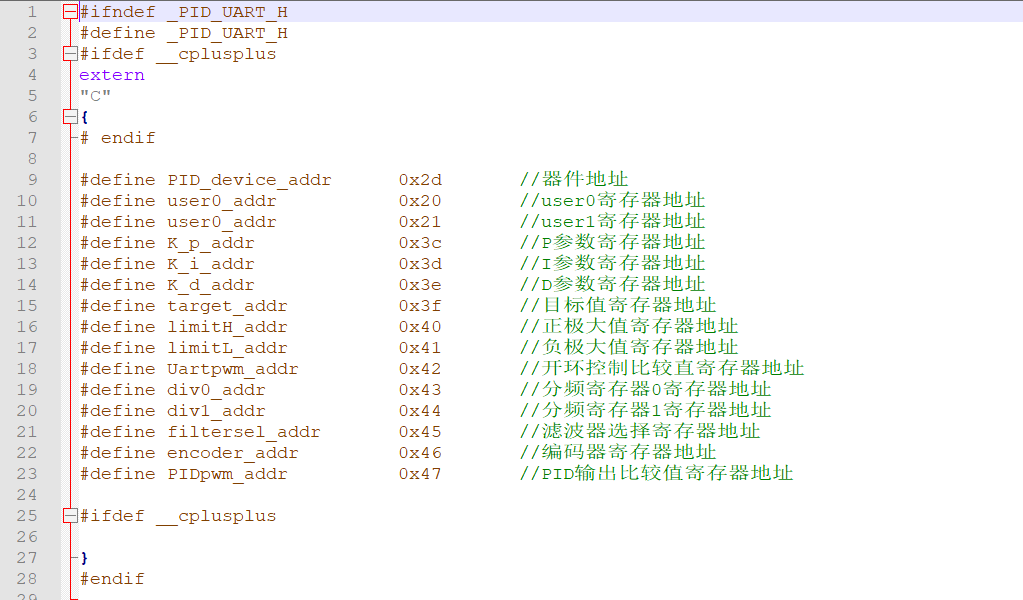 1 #ifndef _PID_UART_H
2 #define _PID_UART_H
3 #ifdef __cplusplus
4 extern
5 "C"
6 {
7 # endif
8
9 #define PID_device_addr 0x2d //器件地址
10 #define user0_addr 0x20 //user0寄存器地址
11 #define user0_addr 0x21 //user1寄存器地址
12 #define K_p_addr 0x3c //P参数寄存器地址
13 #define K_i_addr 0x3d //I参数寄存器地址
14 #define K_d_addr 0x3e //D参数寄存器地址
15 #define target_addr 0x3f //目标值寄存器地址
16 #define limitH_addr 0x40 //正极大值寄存器地址
17 #define limitL_addr 0x41 //负极大值寄存器地址
18 #define Uartpwm_addr 0x42 //开环控制比较直寄存器地址
19 #define div0_addr 0x43 //分频寄存器0寄存器地址
20 #define div1_addr 0x44 //分频寄存器1寄存器地址
21 #define filtersel_addr 0x45 //滤波器选择寄存器地址
22 #define encoder_addr 0x46 //编码器寄存器地址
23 #define PIDpwm_addr 0x47 //PID输出比较值寄存器地址
24
25 #ifdef __cplusplus
26
27 }
28 #endif
29